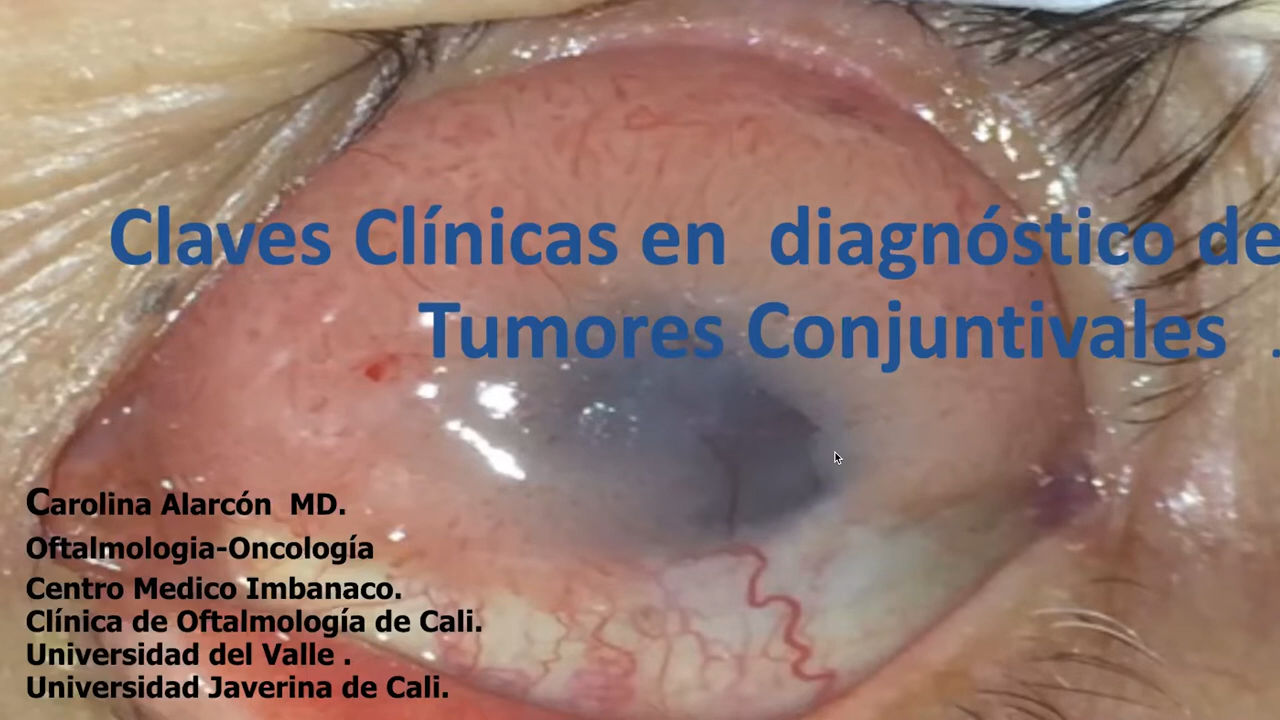 Claves Clínicas en diagnóstico de
Tumores Conjuntivales .
Carolina Alarcón MD.
Oftalmologia-Oncología
Centro Medico Imbanaco.
Clínica de Oftalmología de Cali.
Universidad del Valle .
Universidad Javerina de Cali.